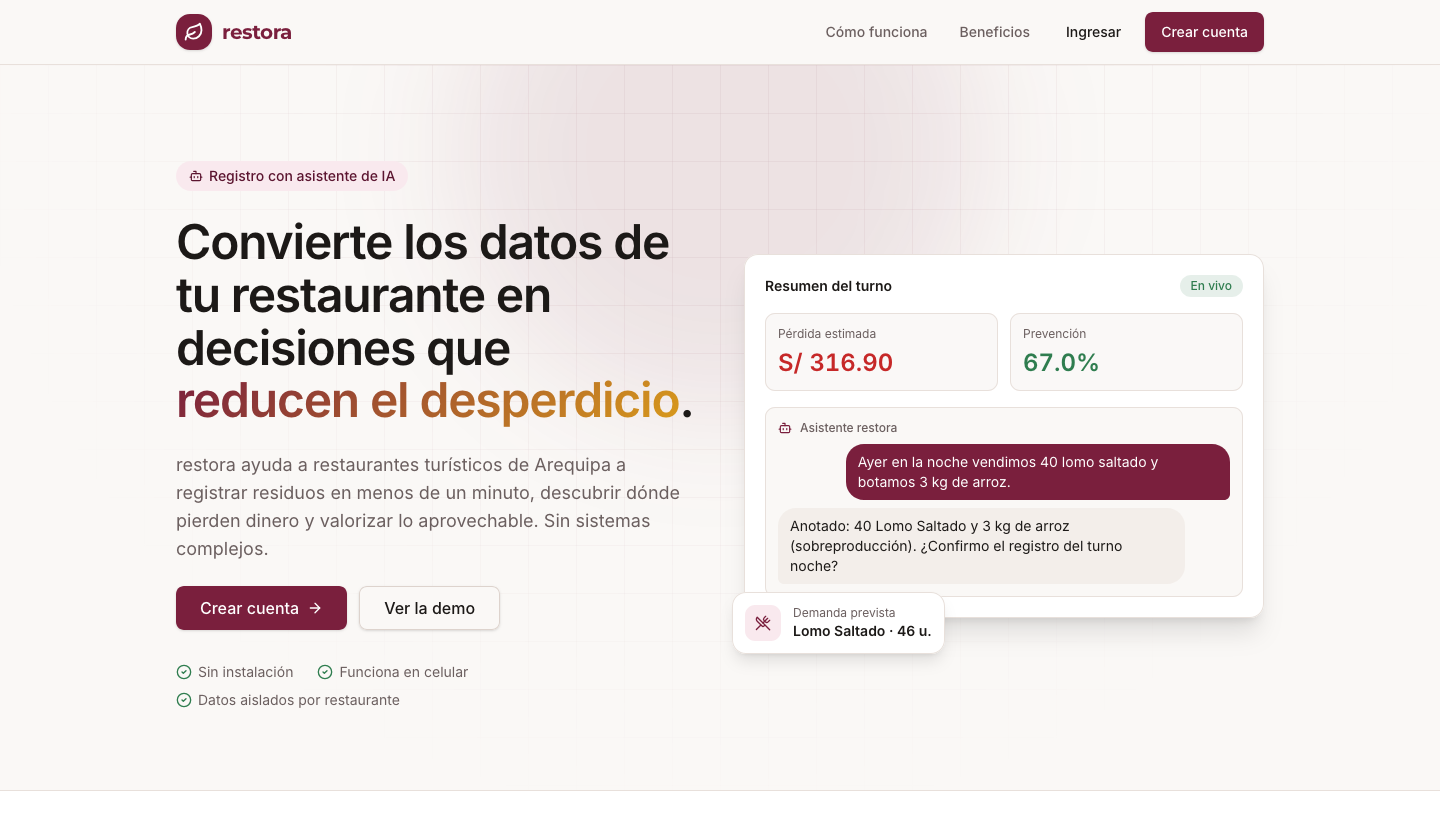 restora
Cómo funciona
Beneficios
Ingresar
Crear cuenta
Registro con asistente de IA
Convierte los datos de
tu restaurante en
decisiones que
reducen el desperdicio.
restora ayuda a restaurantes turísticos de Arequipa a
registrar residuos en menos de un minuto, descubrir dónde
pierden dinero y valorizar lo aprovechable. Sin sistemas
complejos.
Crear cuenta
Ver la demo
Sin instalación
Funciona en celular
Datos aislados por restaurante
Resumen del turno
En vivo
Pérdida estimada
S/ 316.90
Prevención
67.0%
Asistente restora
Ayer en la noche vendimos 40 lomo saltado y
botamos 3 kg de arroz.
Anotado: 40 Lomo Saltado y 3 kg de arroz
(sobreproducción). ¿Confirmo el registro del turno
noche?
Demanda prevista
Lomo Saltado · 46 u.